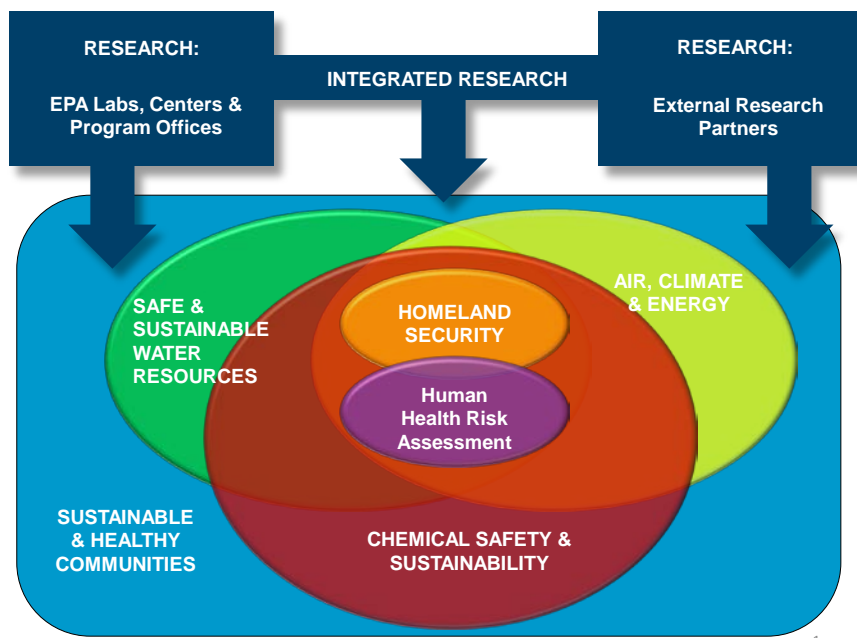 RESEARCH:
EPA Labs, Centers &
Program Offices
INTEGRATED RESEARCH
RESEARCH:
External Research
Partners
SAFE &
SUSTAINABLE
WATER
RESOURCES
HOMELAND
SECURITY
AIR, CLIMATE
& ENERGY
Human
Health Risk
Assessment
SUSTAINABLE
& HEALTHY
COMMUNITIES
CHEMICAL SAFETY &
SUSTAINABILITY